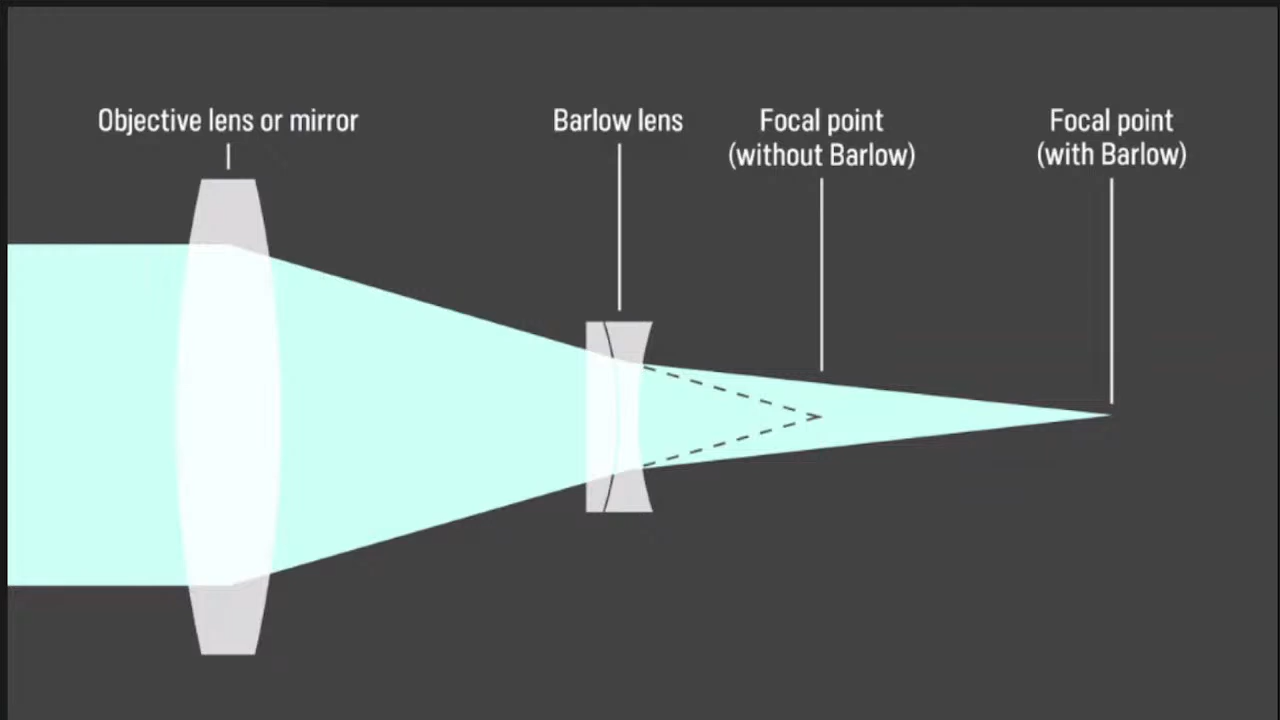 Objective lens or mirror
Barlow lens
Focal point
(without Barlow)
Focal point
(with Barlow)